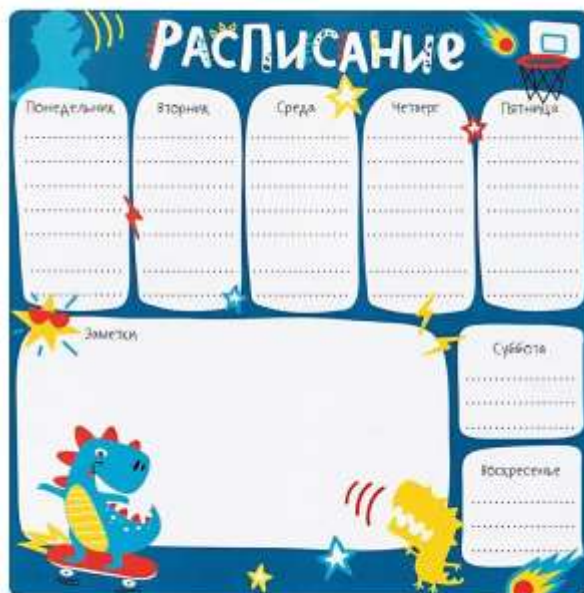 Расписание
Понедельник Вторник Среда Четверг Пятница
Заметки
Суббота
Воскресенье